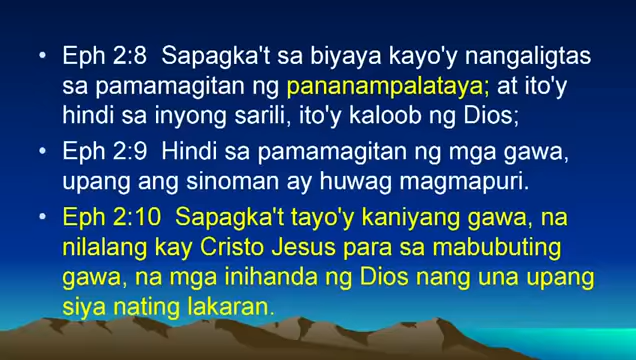 • Eph 2:8  Sapagka't sa biyaya kayo'y nangaligtas
sa pamamagitan ng pananampalataya; at ito'y
hindi sa inyong sarili, ito'y kaloob ng Dios;
• Eph 2:9  Hindi sa pamamagitan ng mga gawa,
upang ang sinoman ay huwag magmapuri.
• Eph 2:10  Sapagka't tayo'y kaniyang gawa, na
nilalang kay Cristo Jesus para sa mabubuting
gawa, na mga inihanda ng Dios nang una upang
siya nating lakaran.